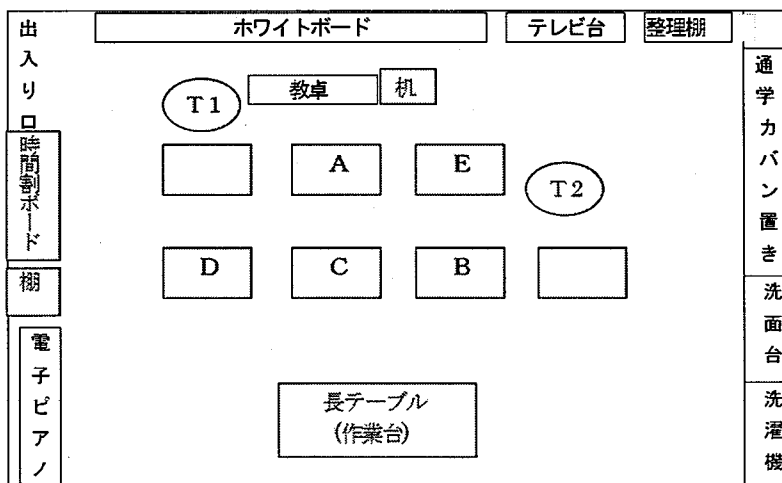 出入り口
ホワイトボード
テレビ台
整理棚
T1
教卓
机
通学カバン置き
時間割ボード
A
E
T2
棚
D
C
B
洗面台
電子ピアノ
長テーブル
(作業台)
洗濯機